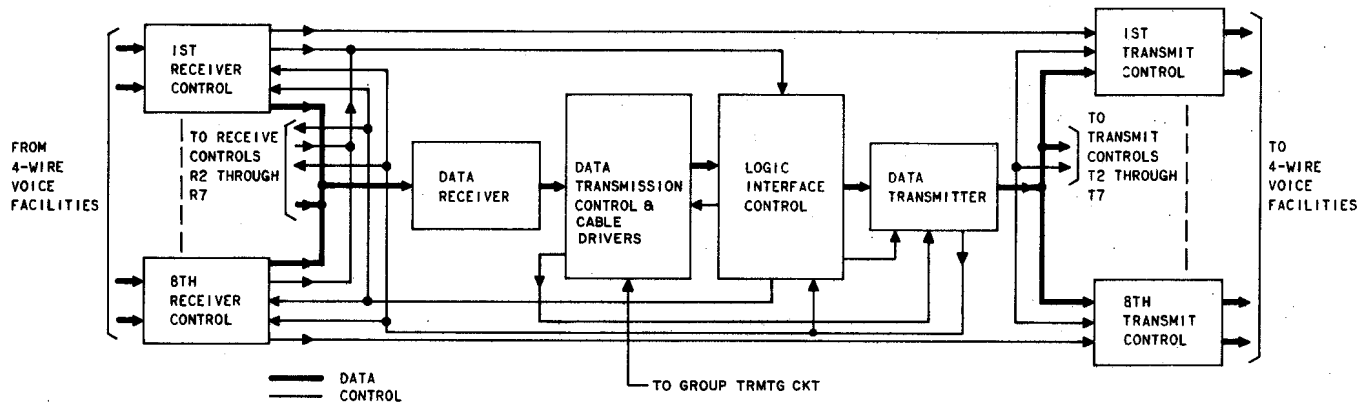 FROM
4-WIRE
VOICE
FACILITIES
1ST
RECEIVER
CONTROL
TO RECEIVE
CONTROLS
R2 THROUGH
R7
8TH
RECEIVER
CONTROL
DATA
RECEIVER
DATA
TRANSMISSION
CONTROL &
CABLE
DRIVERS
LOGIC
INTERFACE
CONTROL
DATA
TRANSMITTER
1ST
TRANSMIT
CONTROL
TO
TRANSMIT
CONTROLS
T2 THROUGH
T7
8TH
TRANSMIT
CONTROL
TO
4-WIRE
VOICE
FACILITIES
TO GROUP TRMTG CKT
DATA
CONTROL